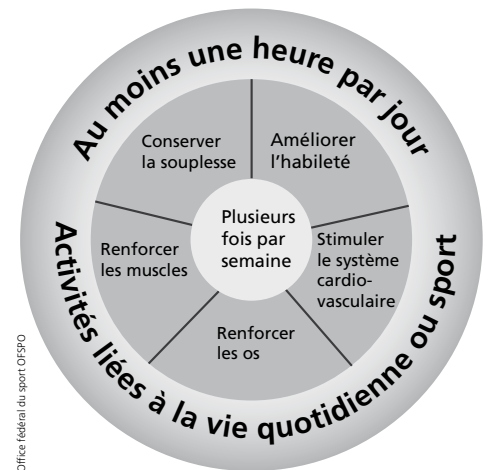 Au moins une heure par jour
Conserver
la souplesse
Améliorer
l'habileté
Plusieurs
fois par
semaine
Renforcer
les muscles
Stimuler
le système
cardio-
vasculaire
Renforcer
les os
Activités liées à la vie quotidienne ou sport
Office fédéral du sport OFSPO